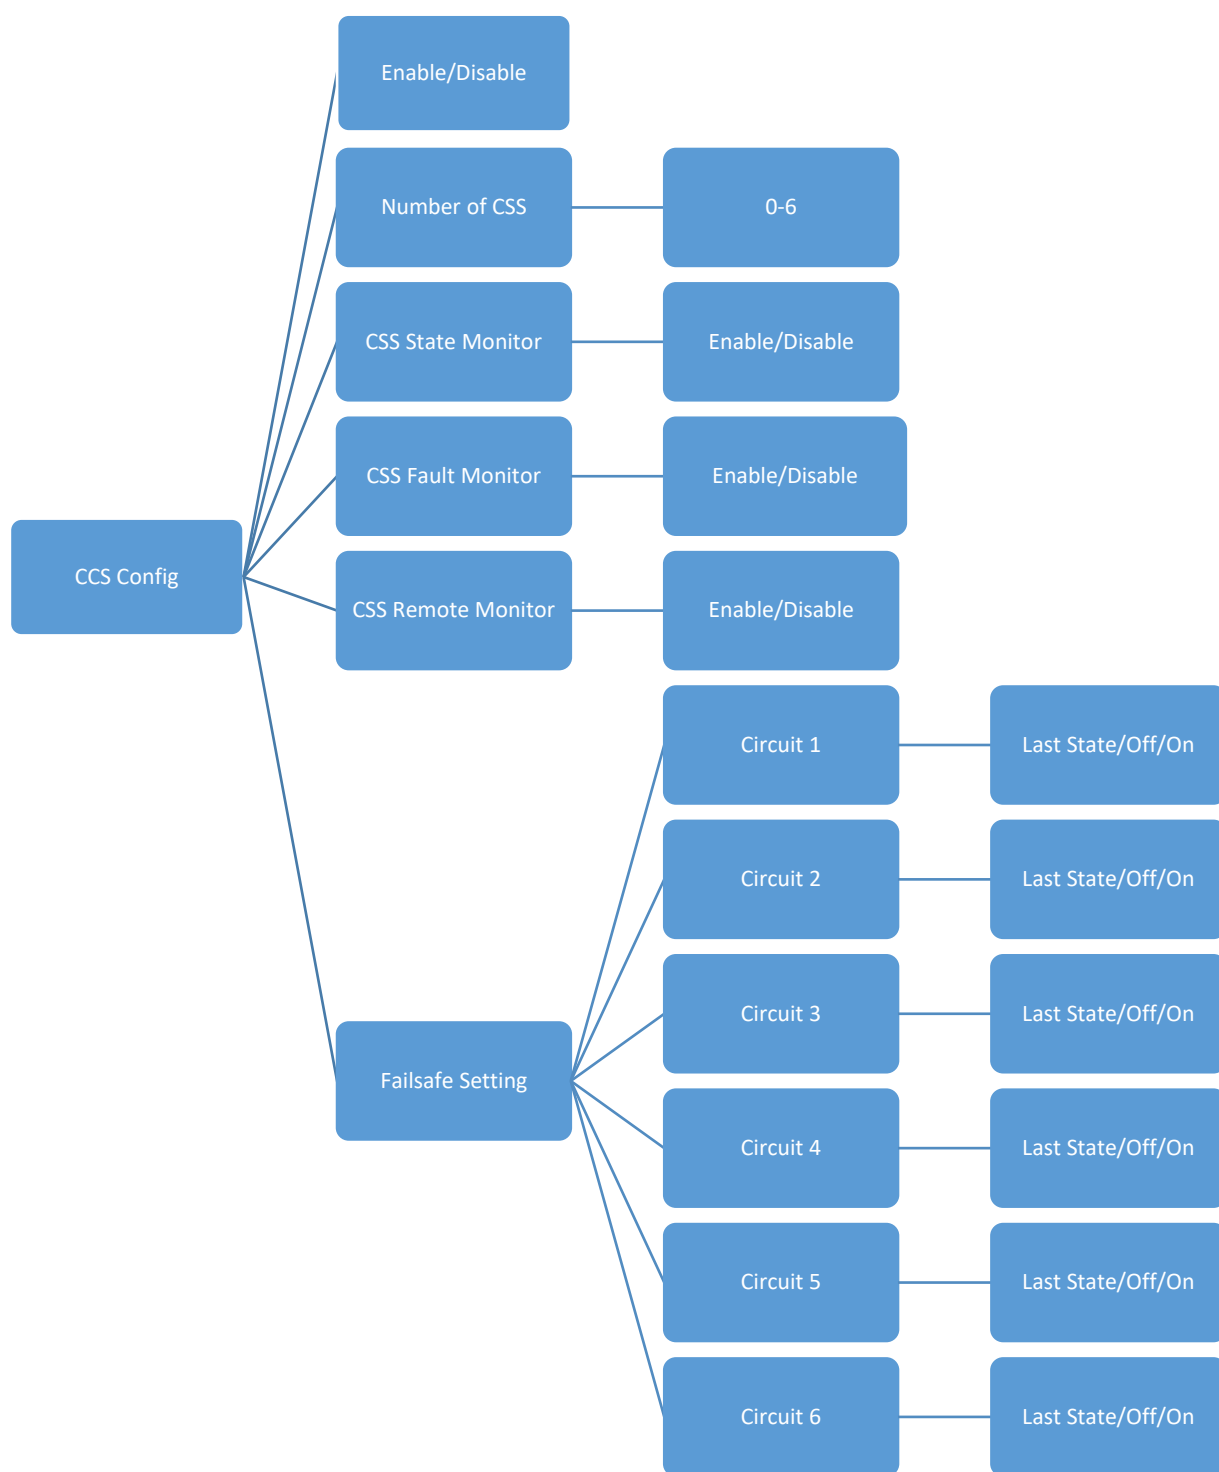 Enable/Disable
Number of CSS
0-6
CSS State Monitor
Enable/Disable
CSS Fault Monitor
Enable/Disable
CCS Config
CSS Remote Monitor
Enable/Disable
Circuit 1
Last State/Off/On
Circuit 2
Last State/Off/On
Circuit 3
Last State/Off/On
Failsafe Setting
Circuit 4
Last State/Off/On
Circuit 5
Last State/Off/On
Circuit 6
Last State/Off/On